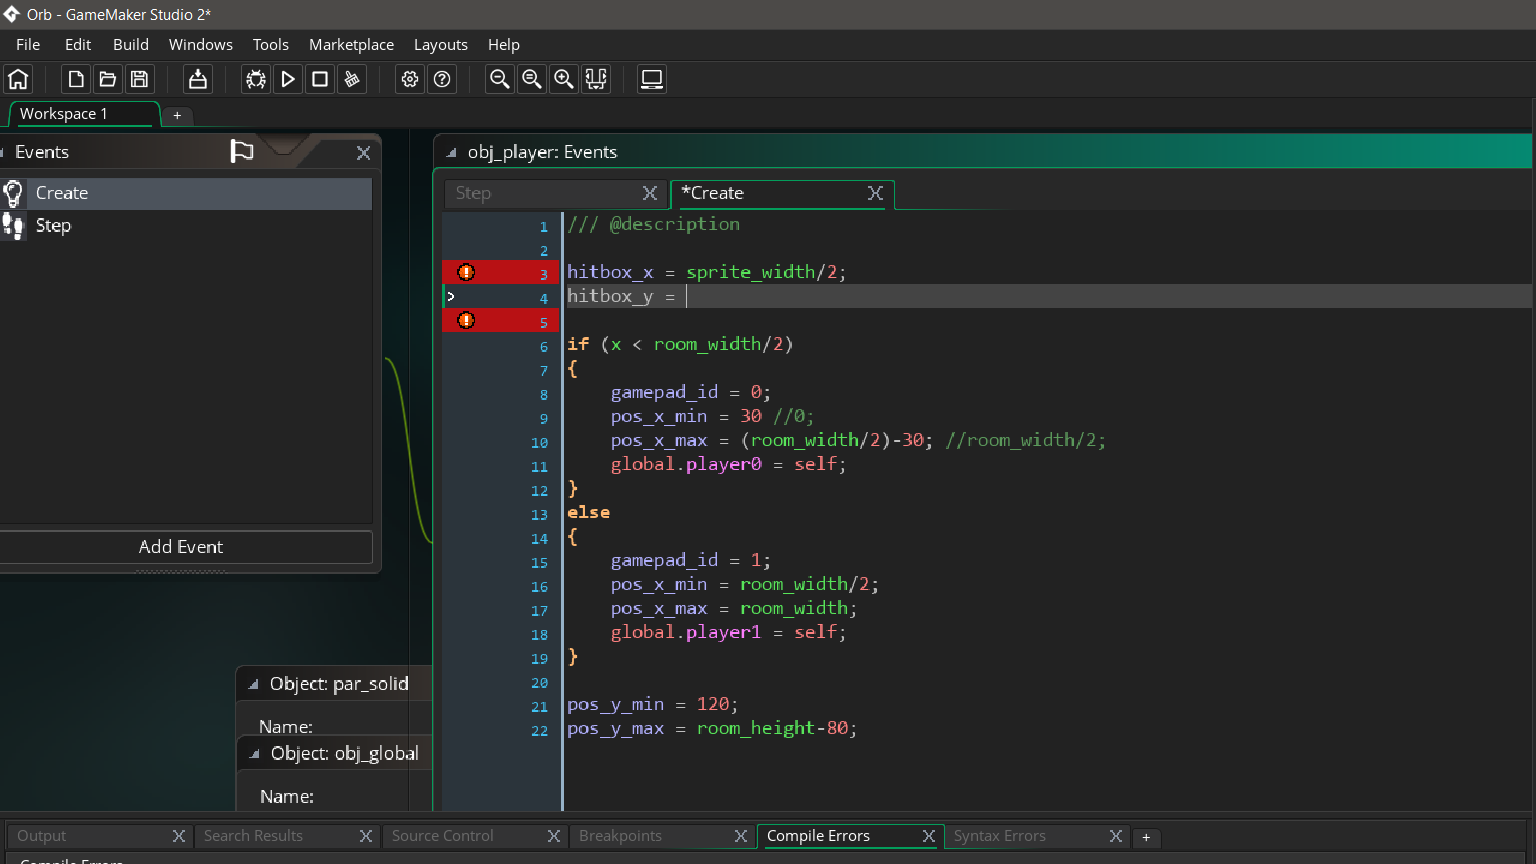 Orb - GameMaker Studio 2*
File Edit Build Windows Tools Marketplace Layouts Help
Workspace 1 +
Events
Create
Step
Add Event
Object: par_solid
Name:
Object: obj_global
Name:
obj_player: Events
Step *Create
1 /// @description
2
3 hitbox_x = sprite_width/2;
4 hitbox_y =
5
6 if (x < room_width/2)
7 {
8 gamepad_id = 0;
9 pos_x_min = 30 //0;
10 pos_x_max = (room_width/2)-30; //room_width/2;
11 global.player0 = self;
12 }
13 else
14 {
15 gamepad_id = 1;
16 pos_x_min = room_width/2;
17 pos_x_max = room_width;
18 global.player1 = self;
19 }
20
21 pos_y_min = 120;
22 pos_y_max = room_height-80;
Output Search Results Source Control Breakpoints Compile Errors Syntax Errors +
Compile Errors